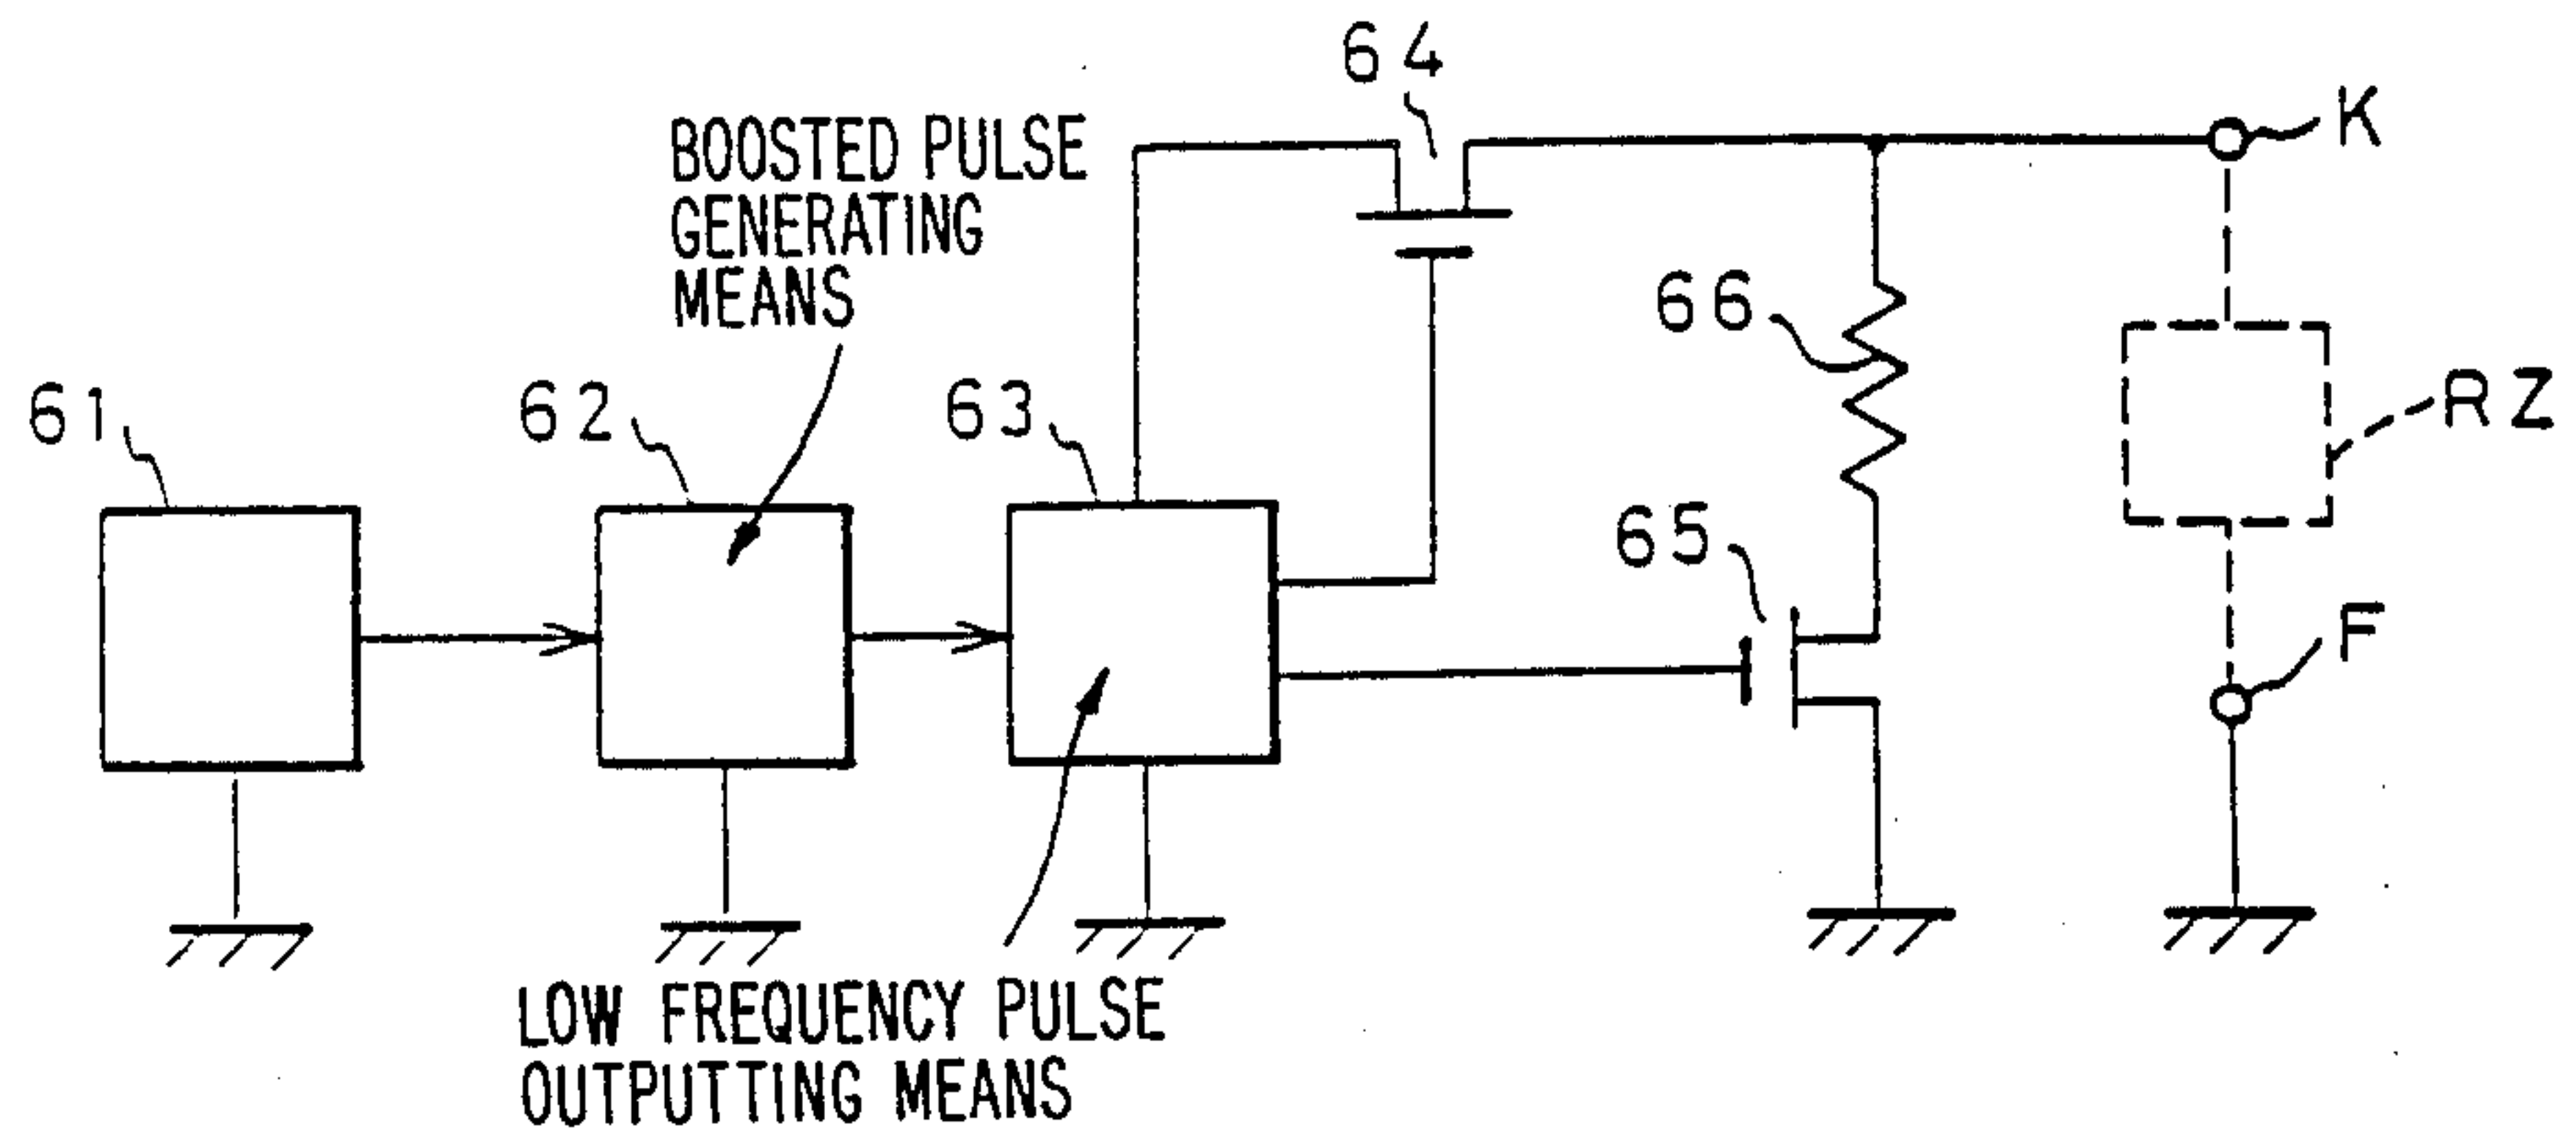 64
K
BOOSTED PULSE
GENERATING
MEANS
66
61
62
63
RZ
65
F
LOW FREQUENCY PULSE
OUTPUTTING MEANS